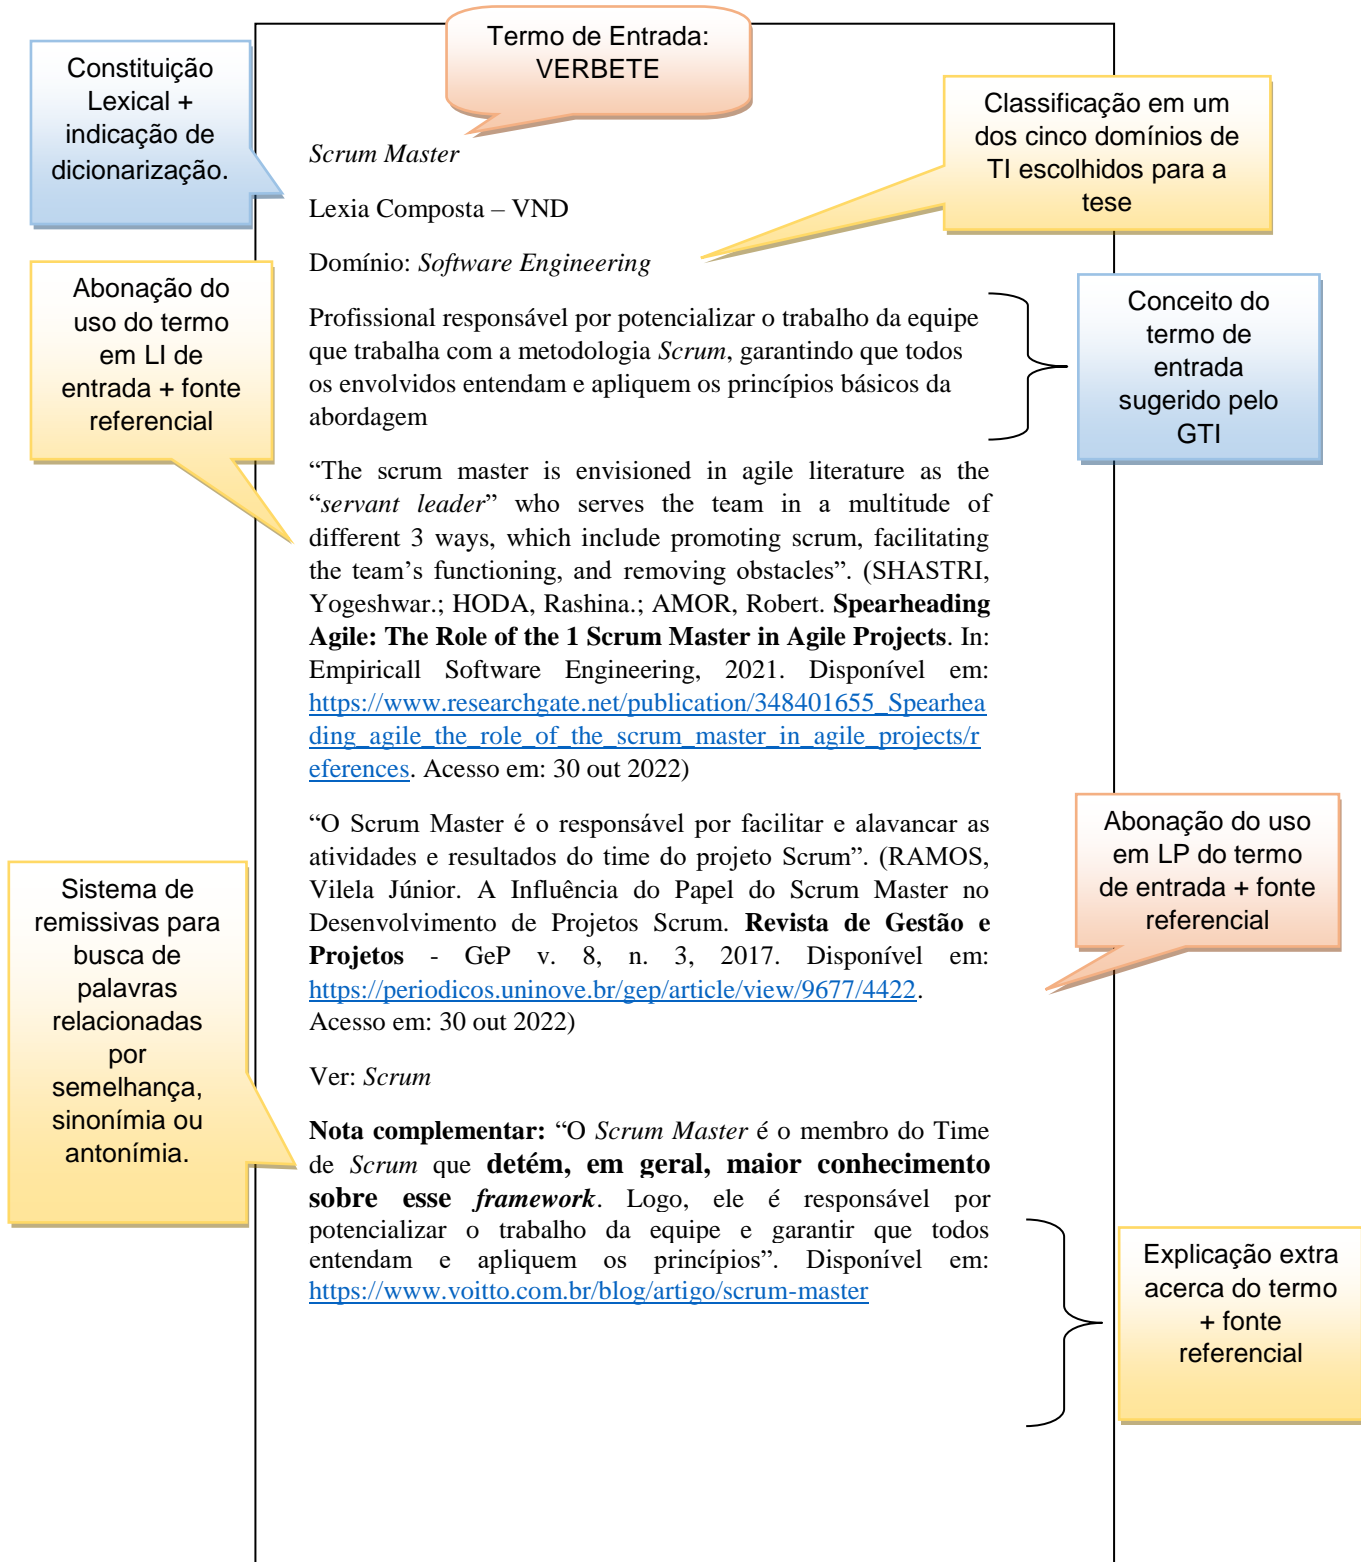 Termo de Entrada:
VERBETE
Constituição
Lexical +
indicação de
dicionarização.
Classificação em um
dos cinco domínios de
TI escolhidos para a
tese
Scrum Master
Lexia Composta – VND
Domínio: Software Engineering
Abonação do
uso do termo
em LI de
entrada + fonte
referencial
Profissional responsável por potencializar o trabalho da equipe
que trabalha com a metodologia Scrum, garantindo que todos
os envolvidos entendam e apliquem os princípios básicos da
abordagem
Conceito do
termo de
entrada
sugerido pelo
GTI
“The scrum master is envisioned in agile literature as the
“servant leader” who serves the team in a multitude of
different 3 ways, which include promoting scrum, facilitating
the team’s functioning, and removing obstacles”. (SHASTRI,
Yogeshwar.; HODA, Rashina.; AMOR, Robert. Spearheading
Agile: The Role of the 1 Scrum Master in Agile Projects. In:
Empiricall Software Engineering, 2021. Disponível em:
https://www.researchgate.net/publication/348401655_Spearhea
ding_agile_the_role_of_the_scrum_master_in_agile_projects/r
eferences. Acesso em: 30 out 2022)
“O Scrum Master é o responsável por facilitar e alavancar as
atividades e resultados do time do projeto Scrum”. (RAMOS,
Vilela Júnior. A Influência do Papel do Scrum Master no
Desenvolvimento de Projetos Scrum. Revista de Gestão e
Projetos - GeP v. 8, n. 3, 2017. Disponível em:
https://periodicos.uninove.br/gep/article/view/9677/4422.
Acesso em: 30 out 2022)
Abonação do uso
em LP do termo
de entrada + fonte
referencial
Sistema de
remissivas para
busca de
palavras
relacionadas
por
semelhança,
sinonímia ou
antonímia.
Ver: Scrum
Nota complementar: “O Scrum Master é o membro do Time
de Scrum que detém, em geral, maior conhecimento
sobre esse framework. Logo, ele é responsável por
potencializar o trabalho da equipe e garantir que todos
entendam e apliquem os princípios”. Disponível em:
https://www.voitto.com.br/blog/artigo/scrum-master
Explicação extra
acerca do termo
+ fonte
referencial